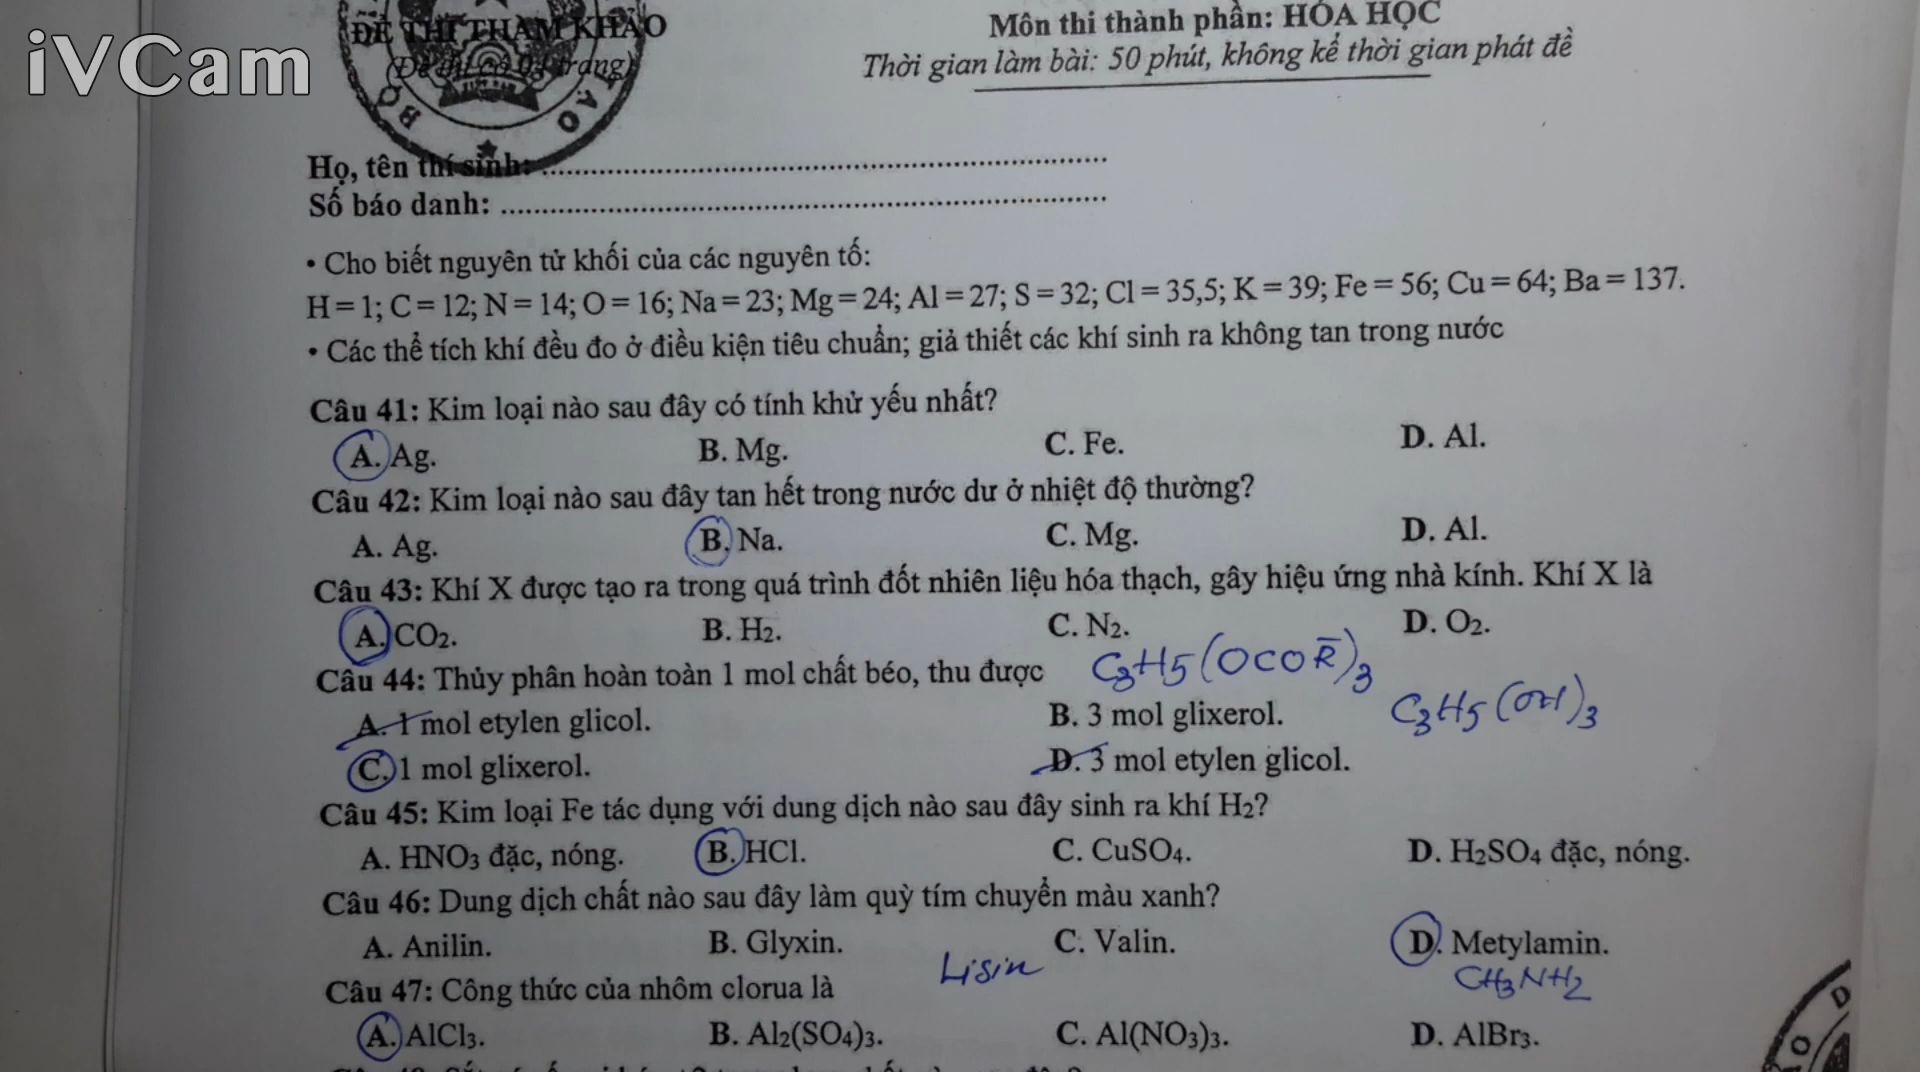 iVCam
ĐỀ THI THAM KHẢO
(Đề thi có 04 trang)
Môn thi thành phần: HÓA HỌC
Thời gian làm bài: 50 phút, không kể thời gian phát đề
Họ, tên thí sinh: ........................................................................
Số báo danh: ............................................................................
• Cho biết nguyên tử khối của các nguyên tố:
H = 1; C = 12; N = 14; O = 16; Na = 23; Mg = 24; Al = 27; S = 32; Cl = 35,5; K = 39; Fe = 56; Cu = 64; Ba = 137.
• Các thể tích khí đều đo ở điều kiện tiêu chuẩn; giả thiết các khí sinh ra không tan trong nước
Câu 41: Kim loại nào sau đây có tính khử yếu nhất?
A. Ag. B. Mg. C. Fe. D. Al.
Câu 42: Kim loại nào sau đây tan hết trong nước dư ở nhiệt độ thường?
A. Ag. B. Na. C. Mg. D. Al.
Câu 43: Khí X được tạo ra trong quá trình đốt nhiên liệu hóa thạch, gây hiệu ứng nhà kính. Khí X là
A. CO2. B. H2. C. N2. D. O2.
Câu 44: Thủy phân hoàn toàn 1 mol chất béo, thu được C3H5(OCOR̅)3
A. 1 mol etylen glicol. B. 3 mol glixerol. C3H5(OH)3
C. 1 mol glixerol. D. 3 mol etylen glicol.
Câu 45: Kim loại Fe tác dụng với dung dịch nào sau đây sinh ra khí H2?
A. HNO3 đặc, nóng. B. HCl. C. CuSO4. D. H2SO4 đặc, nóng.
Câu 46: Dung dịch chất nào sau đây làm quỳ tím chuyển màu xanh?
A. Anilin. B. Glyxin. C. Valin. D. Metylamin.
Lisin CH3NH2
Câu 47: Công thức của nhôm clorua là
A. AlCl3. B. Al2(SO4)3. C. Al(NO3)3. D. AlBr3.